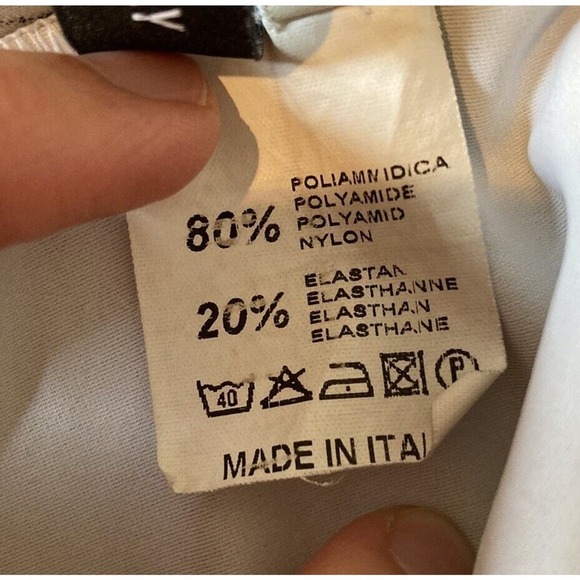 Y
80%
POLIAMMIDICA
POLYAMIDE
POLYAMID
NYLON
20%
ELASTAN
ELASTHANNE
ELASTHAN
ELASTHANE
40
P
MADE IN ITAL